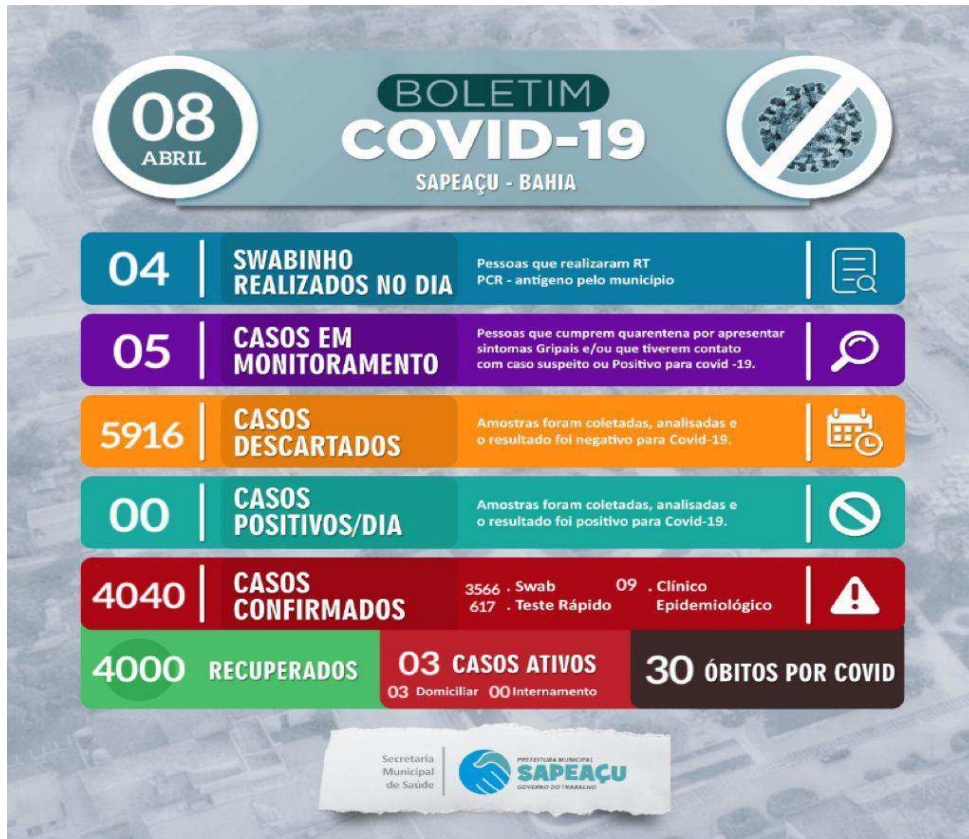 08
ABRIL
BOLETIM
COVID-19
SAPEAÇU - BAHIA
04
SWABINHO
REALIZADOS NO DIA
Pessoas que realizaram RT
PCR - antígeno pelo município
05
CASOS EM
MONITORAMENTO
Pessoas que cumprem quarentena por apresentar
sintomas Gripais e/ou que tiverem contato
com caso suspeito ou Positivo para covid -19.
5916
CASOS
DESCARTADOS
Amostras foram coletadas, analisadas e
o resultado foi negativo para Covid-19.
00
CASOS
POSITIVOS/DIA
Amostras foram coletadas, analisadas e
o resultado foi positivo para Covid-19.
4040
CASOS
CONFIRMADOS
3566 . Swab
617 . Teste Rápido
09 . Clínico
Epidemiológico
4000 RECUPERADOS
03 CASOS ATIVOS
03 Domiciliar 00 Internamento
30 ÓBITOS POR COVID
Secretaria
Municipal
de Saúde
PREFEITURA MUNICIPAL
SAPEAÇU
GOVERNO DO TRABALHO